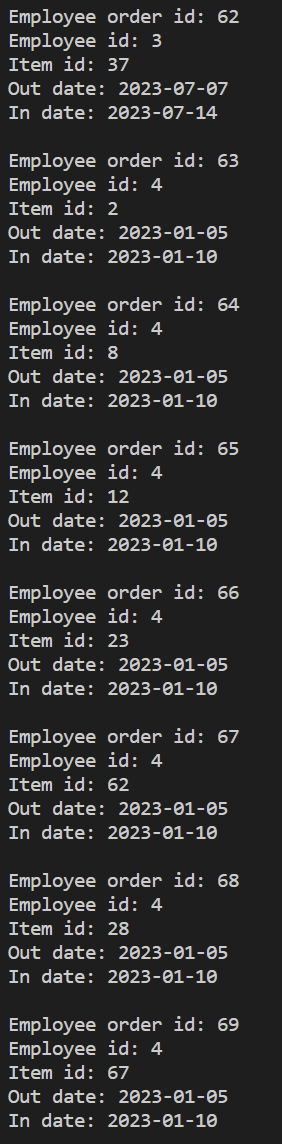 Employee order id: 62
Employee id: 3
Item id: 37
Out date: 2023-07-07
In date: 2023-07-14
Employee order id: 63
Employee id: 4
Item id: 2
Out date: 2023-01-05
In date: 2023-01-10
Employee order id: 64
Employee id: 4
Item id: 8
Out date: 2023-01-05
In date: 2023-01-10
Employee order id: 65
Employee id: 4
Item id: 12
Out date: 2023-01-05
In date: 2023-01-10
Employee order id: 66
Employee id: 4
Item id: 23
Out date: 2023-01-05
In date: 2023-01-10
Employee order id: 67
Employee id: 4
Item id: 62
Out date: 2023-01-05
In date: 2023-01-10
Employee order id: 68
Employee id: 4
Item id: 28
Out date: 2023-01-05
In date: 2023-01-10
Employee order id: 69
Employee id: 4
Item id: 67
Out date: 2023-01-05
In date: 2023-01-10